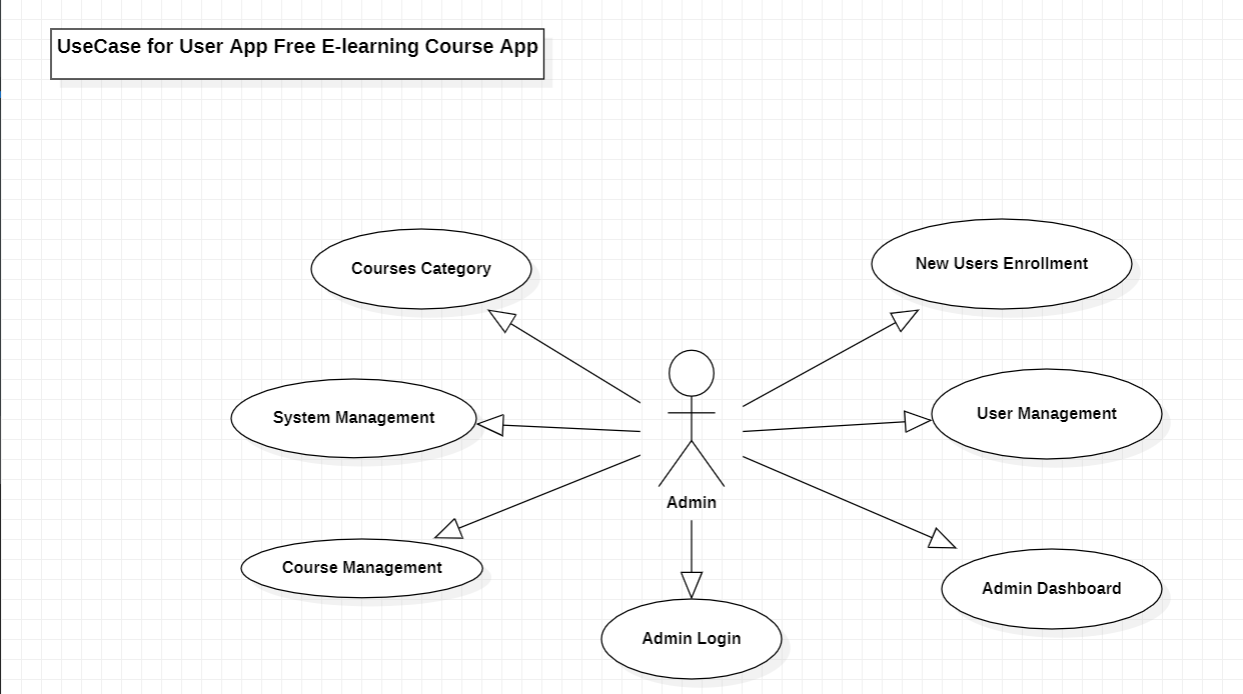 UseCase for User App Free E-learning Course App
Courses Category
New Users Enrollment
System Management
User Management
Admin
Course Management
Admin Dashboard
Admin Login